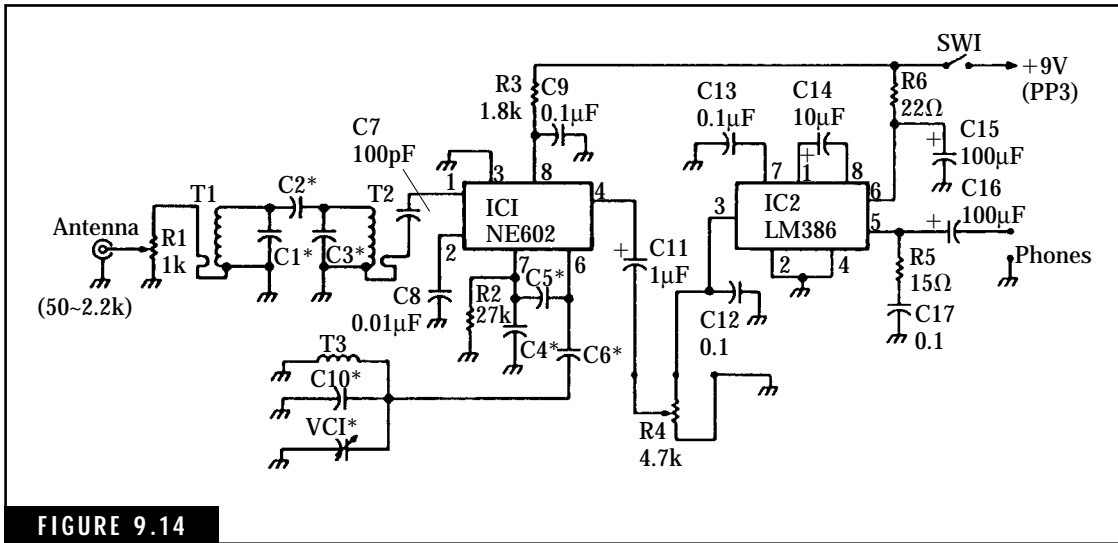 SWI
+9V
(PP3)
R3
1.8k
C9
0.1µF
C13
0.1µF
C14
10µF
R6
22Ω
C15
100µF
C7
100pF
+
+
3
8
7
1
8
6
T1
C2*
T2
1
4
3
5
C16
100µF
+
ICI
NE602
IC2
LM386
Antenna
R1
1k
C1*
C3*
2
7
6
+
C11
1µF
2
4
R5
15Ω
Phones
(50~2.2k)
C8
0.01µF
R2
27k
C5*
C4*
C6*
C12
0.1
C17
0.1
T3
C10*
VCI*
R4
4.7k
FIGURE 9.14